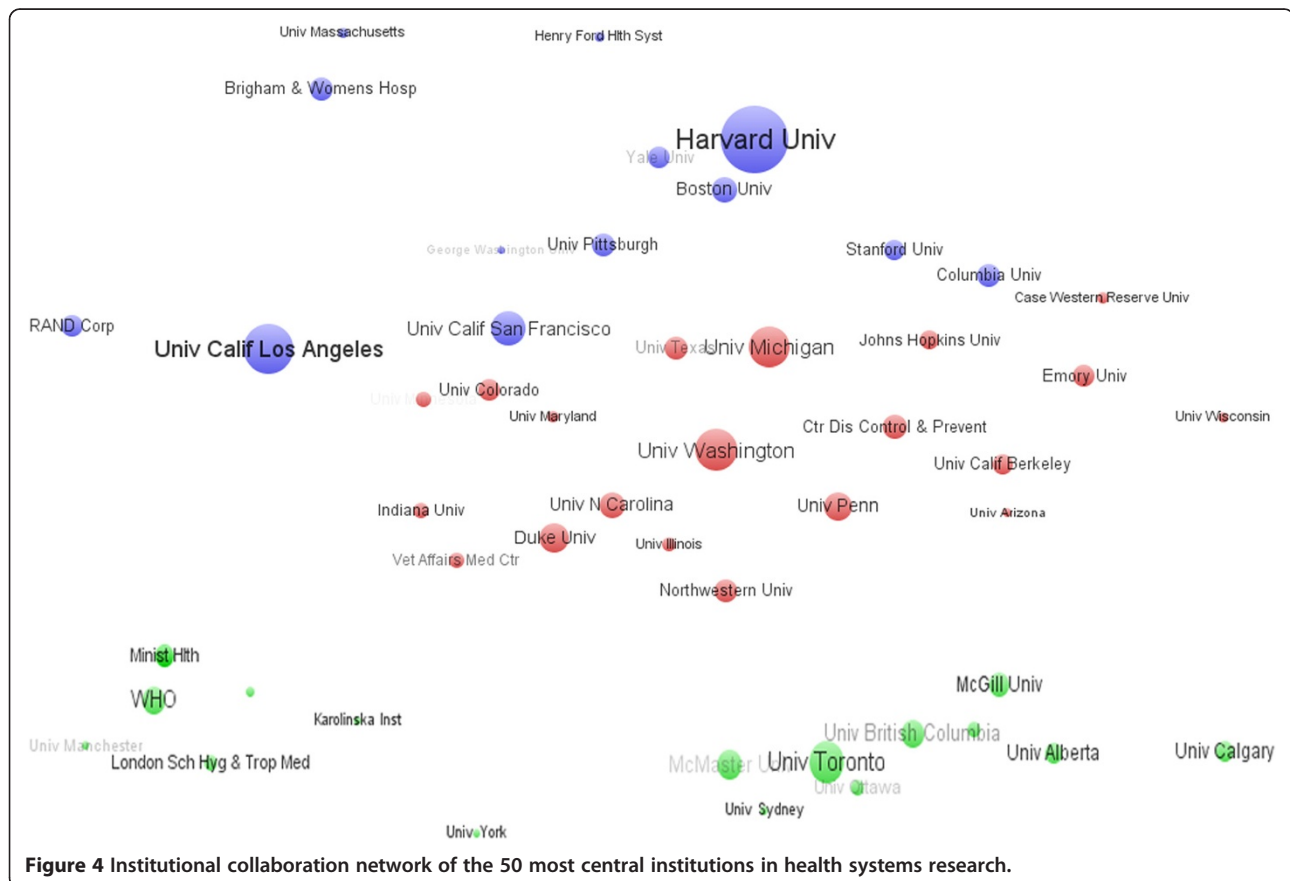 Univ Massachusetts
Henry Ford Hlth Syst
Brigham & Womens Hosp
Harvard Univ
Yale Univ
Boston Univ
George Washington Univ
Univ Pittsburgh
Stanford Univ
Columbia Univ
Case Western Reserve Univ
RAND Corp
Univ Calif Los Angeles
Univ Calif San Francisco
Univ Texas
Univ Michigan
Johns Hopkins Univ
Emory Univ
Univ Minnesota
Univ Colorado
Univ Maryland
Ctr Dis Control & Prevent
Univ Wisconsin
Univ Washington
Univ Calif Berkeley
Indiana Univ
Univ N Carolina
Univ Penn
Univ Arizona
Duke Univ
Univ Illinois
Vet Affairs Med Ctr
Northwestern Univ
Minist Hlth
WHO
McGill Univ
Karolinska Inst
Univ Manchester
London Sch Hyg & Trop Med
Univ British Columbia
McMaster Univ
Univ Toronto
Univ Alberta
Univ Calgary
Univ Ottawa
Univ Sydney
Univ York
Figure 4 Institutional collaboration network of the 50 most central institutions in health systems research.